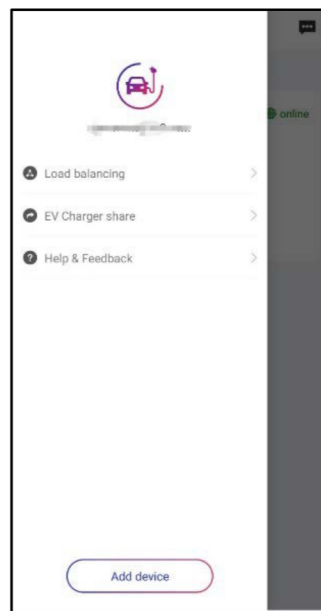 online
Load balancing
EV Charger share
Help & Feedback
Add device